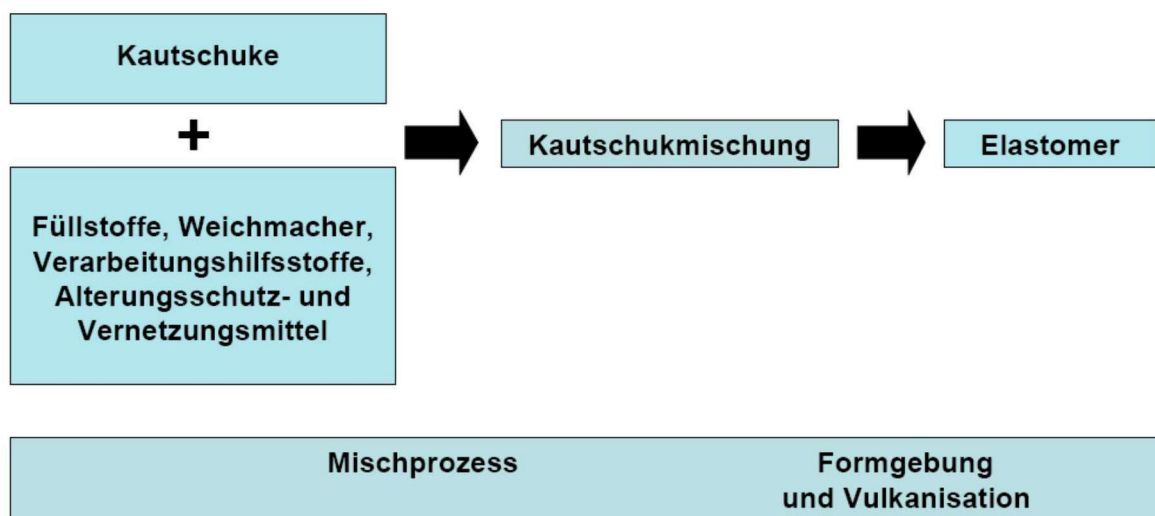 Kautschuke
+
Füllstoffe, Weichmacher,
Verarbeitungshilfsstoffe,
Alterungsschutz- und
Vernetzungsmittel
Kautschukmischung
Elastomer
Mischprozess
Formgebung
und Vulkanisation